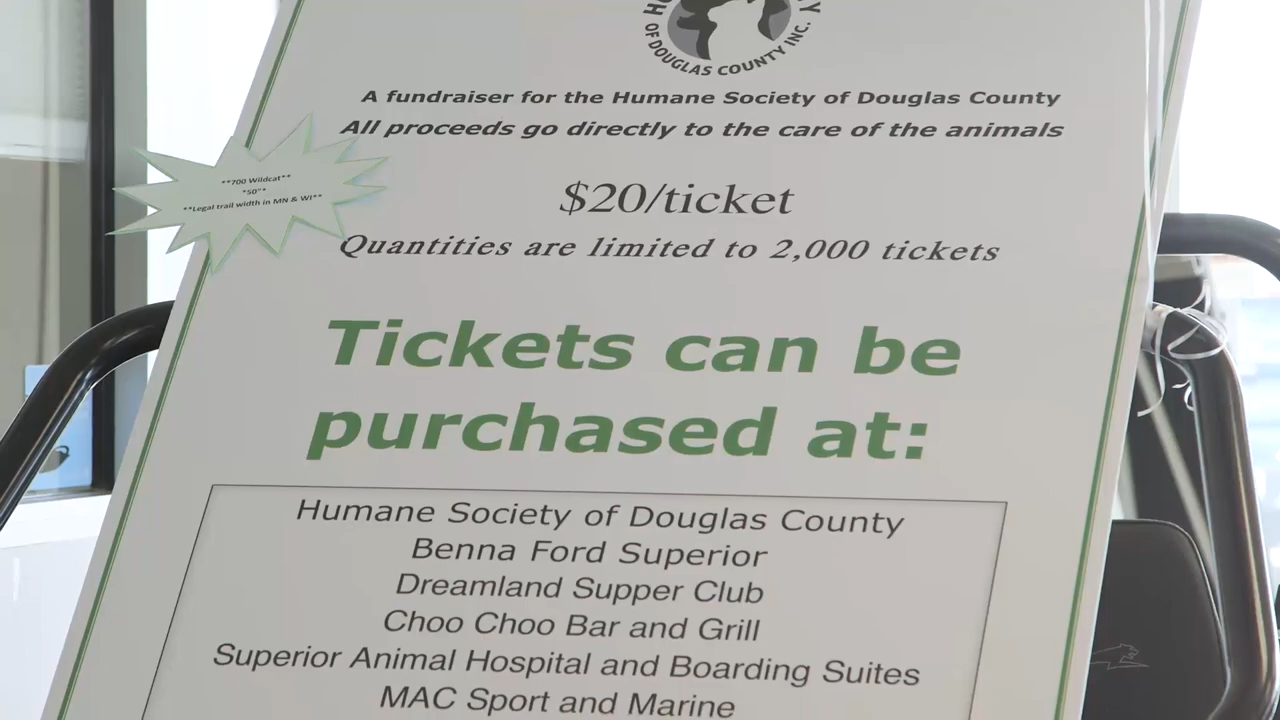 OF DOUGLAS COUNTY INC.
A fundraiser for the Humane Society of Douglas County
All proceeds go directly to the care of the animals
**700 Wildcat**
*50"*
**Legal trail width in MN & WI**
$20/ticket
Quantities are limited to 2,000 tickets
Tickets can be
purchased at:
Humane Society of Douglas County
Benna Ford Superior
Dreamland Supper Club
Choo Choo Bar and Grill
Superior Animal Hospital and Boarding Suites
MAC Sport and Marine